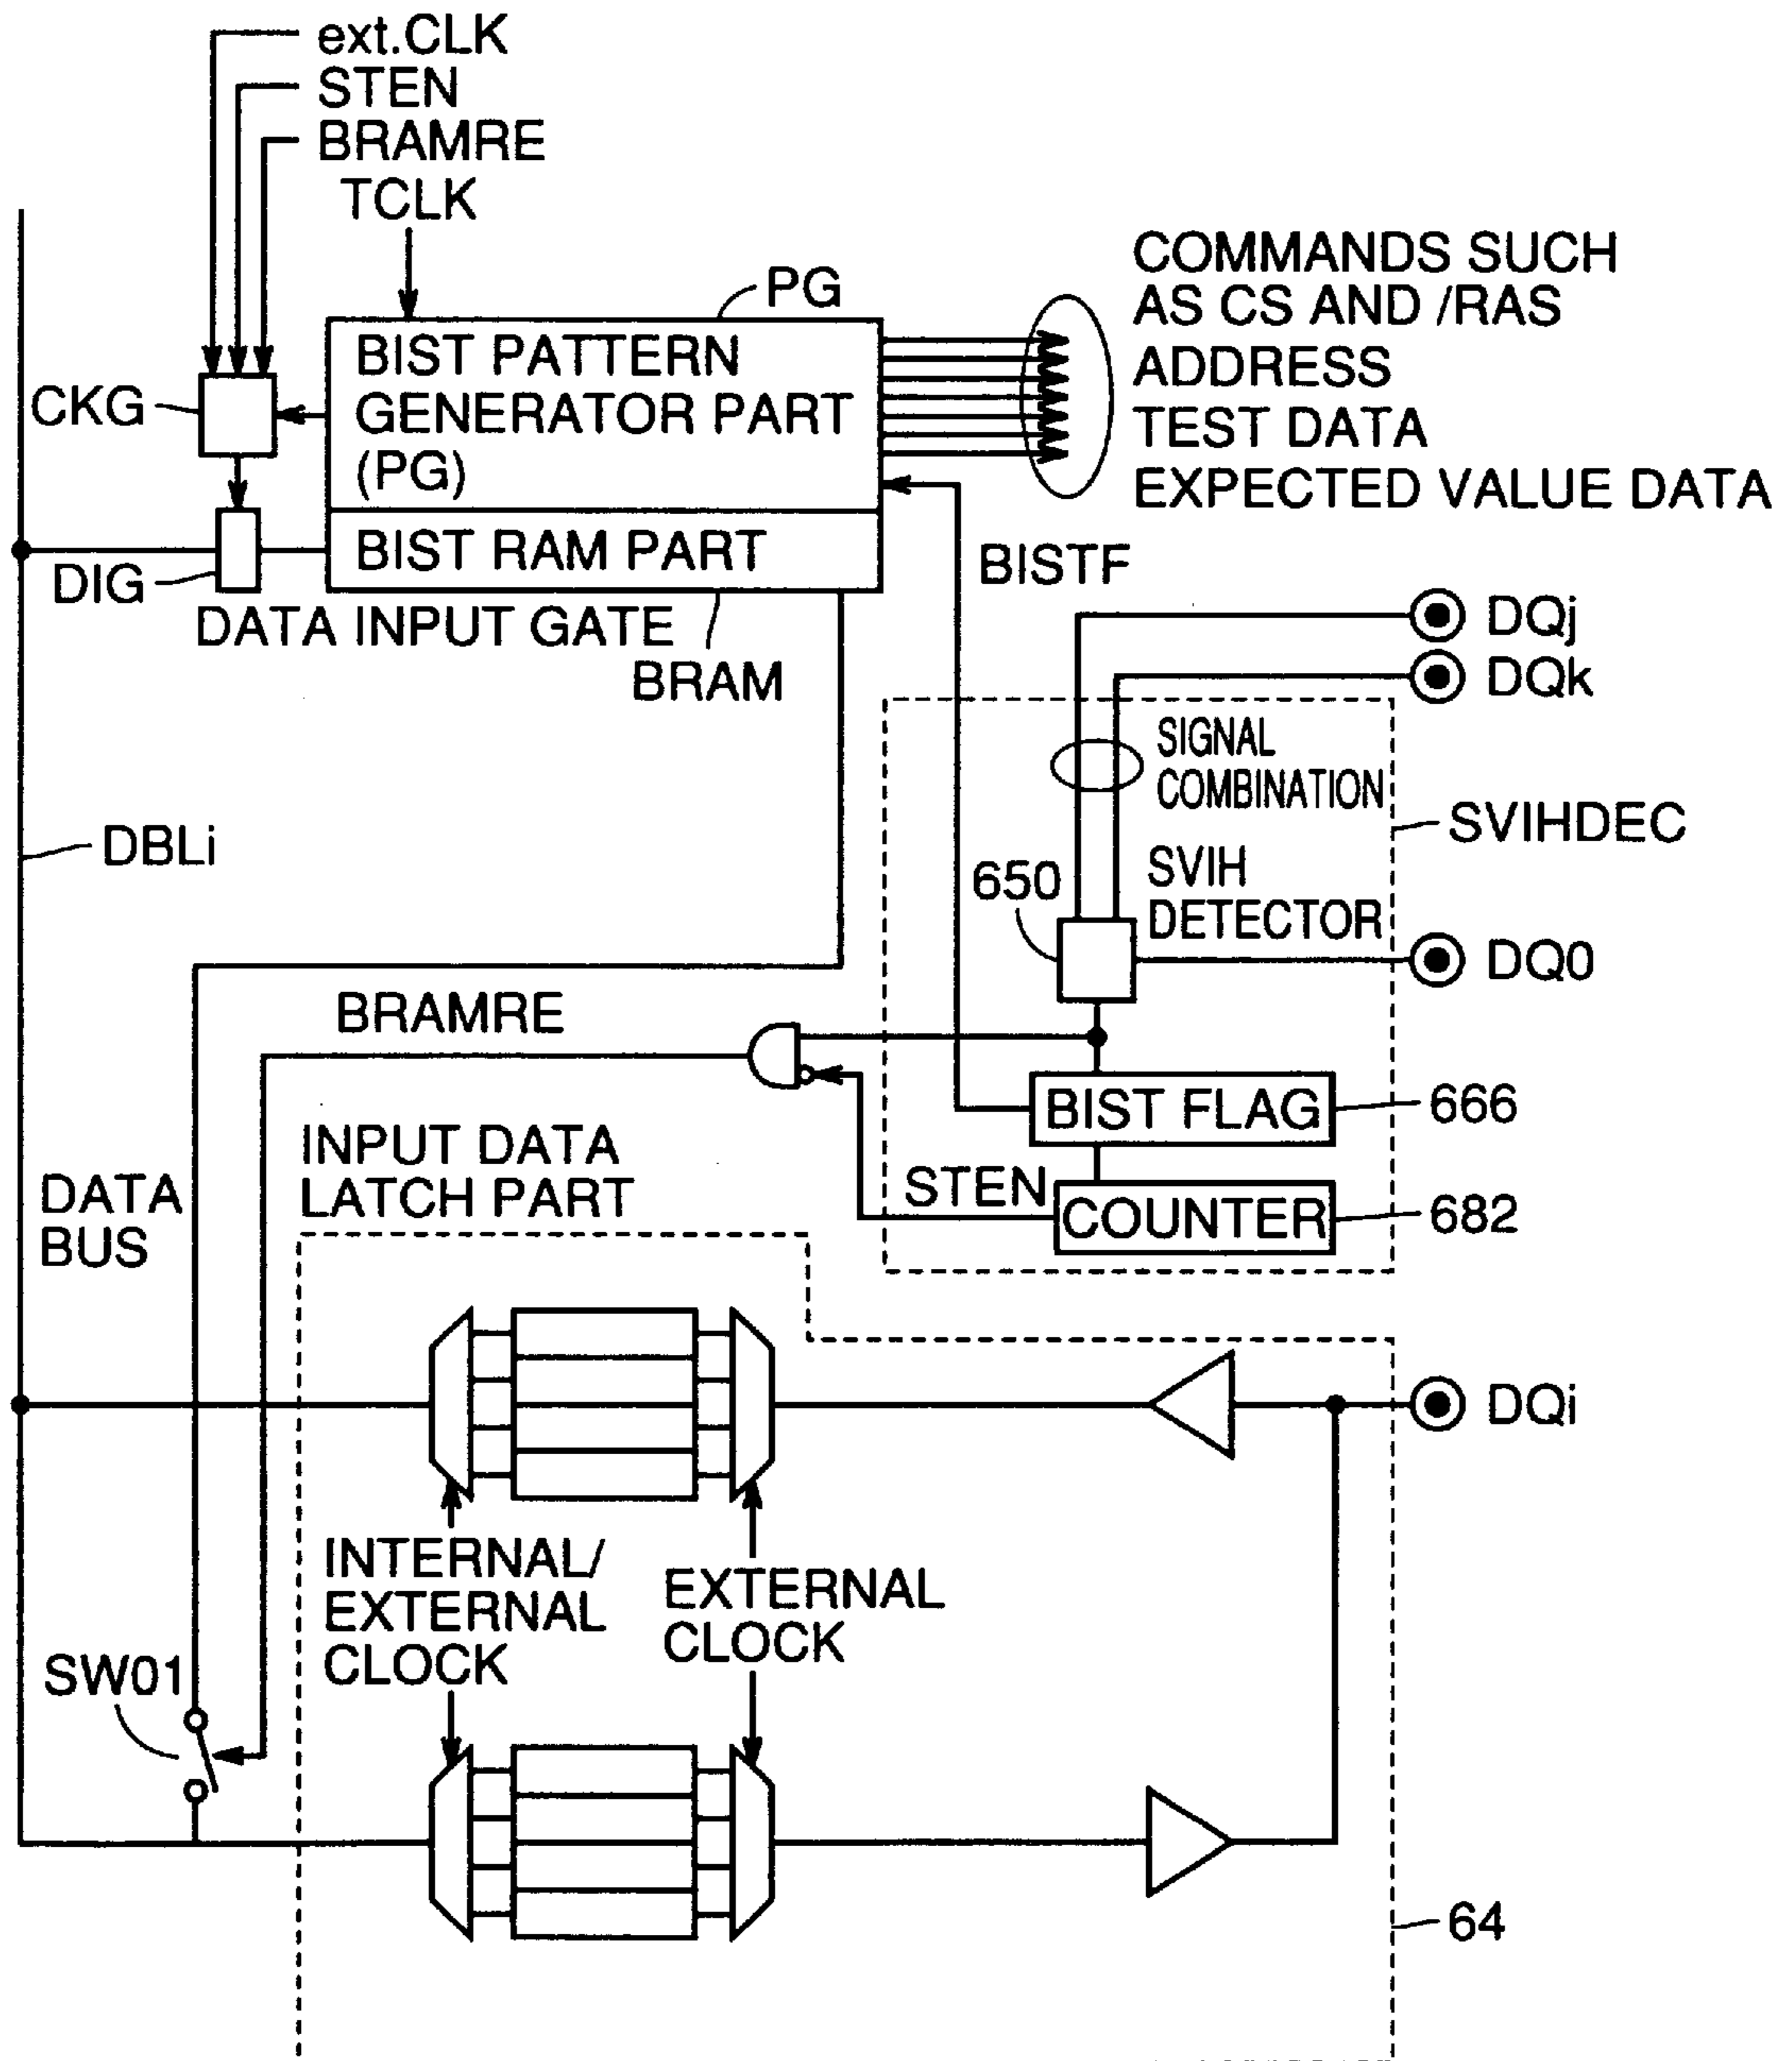 ext.CLK
STEN
BRAMRE
TCLK
PG
COMMANDS SUCH
AS CS AND /RAS
ADDRESS
TEST DATA
EXPECTED VALUE DATA
CKG
BIST PATTERN
GENERATOR PART
(PG)
BIST RAM PART
DIG
DATA INPUT GATE
BRAM
BISTF
DQj
DQk
SIGNAL
COMBINATION
SVIHDEC
DBLi
650
SVIH
DETECTOR
DQ0
BRAMRE
BIST FLAG
666
INPUT DATA
LATCH PART
DATA
BUS
STEN
COUNTER
682
DQi
INTERNAL/
EXTERNAL
CLOCK
EXTERNAL
CLOCK
SW01
64